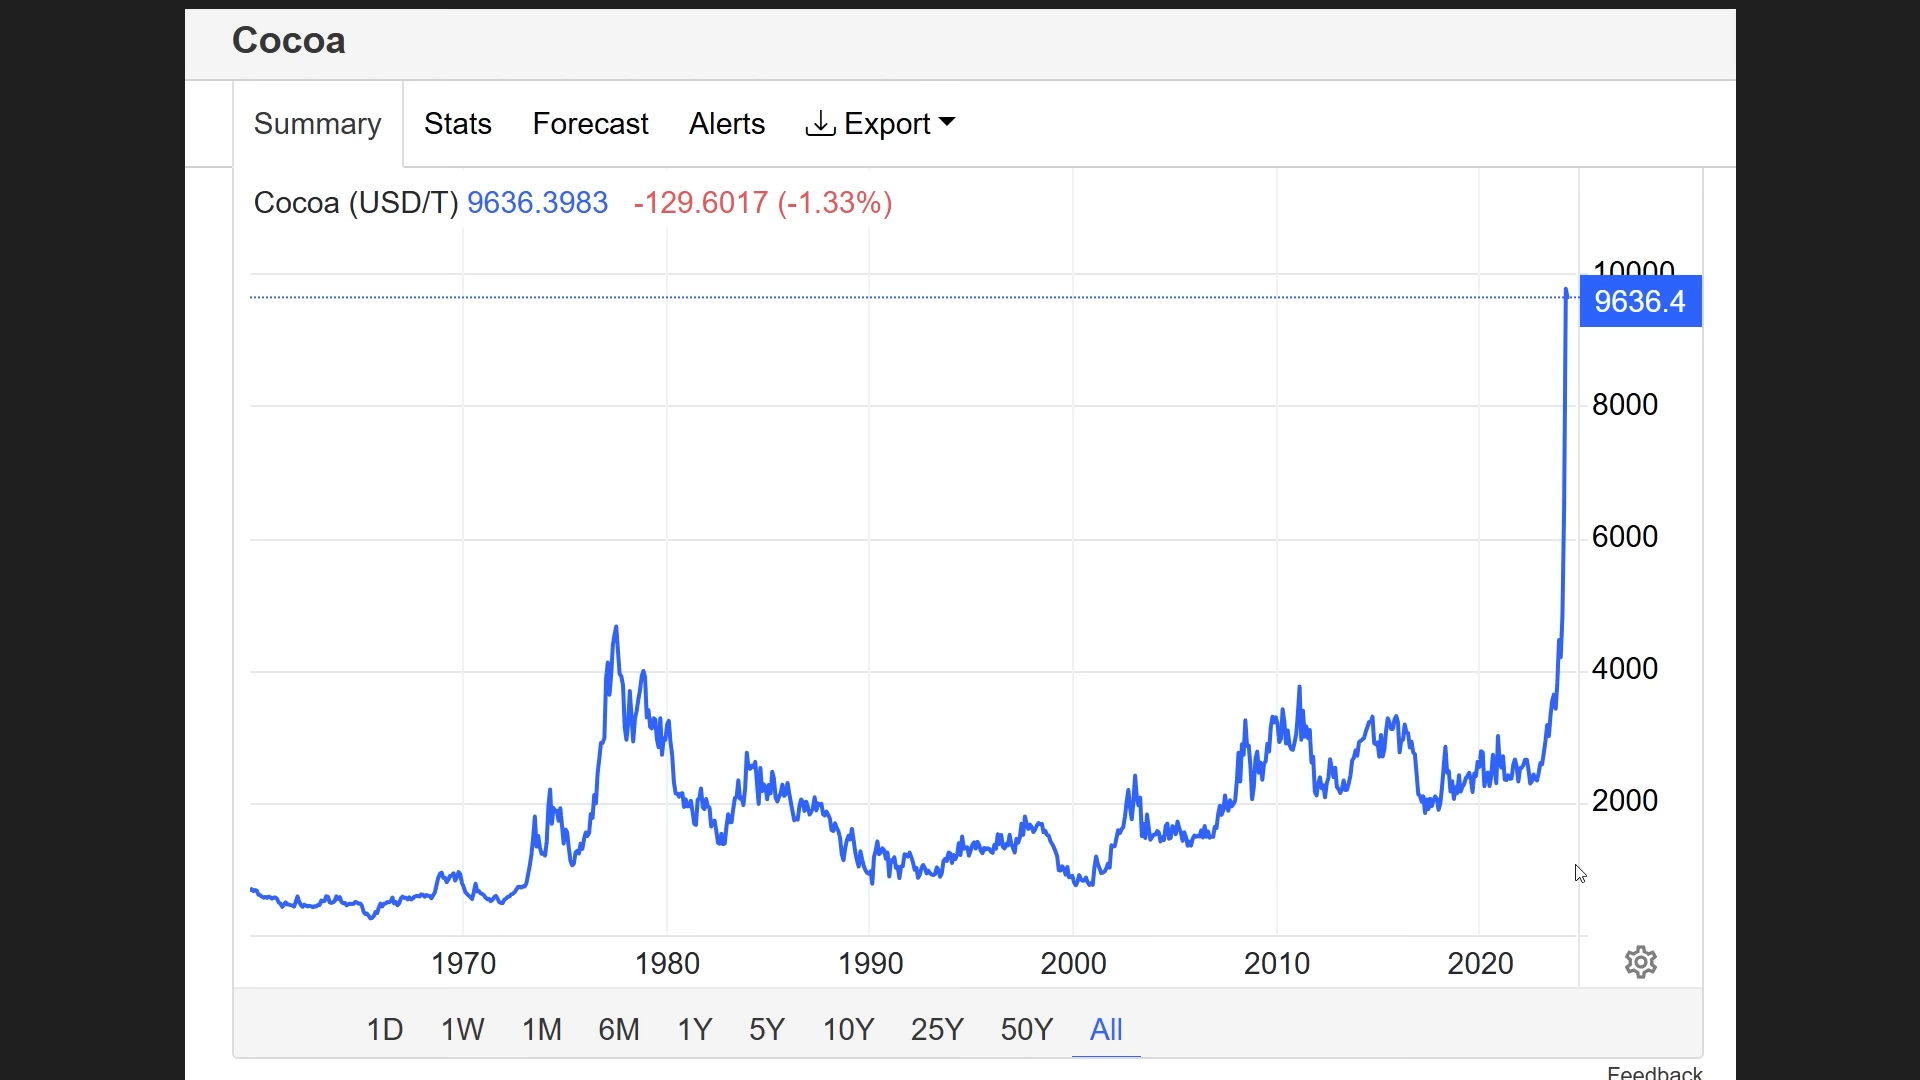 Cocoa
Summary Stats Forecast Alerts Export
Cocoa (USD/T) 9636.3983 -129.6017 (-1.33%)
10000
9636.4
8000
6000
4000
2000
1970 1980 1990 2000 2010 2020
1D 1W 1M 6M 1Y 5Y 10Y 25Y 50Y All
Feedback